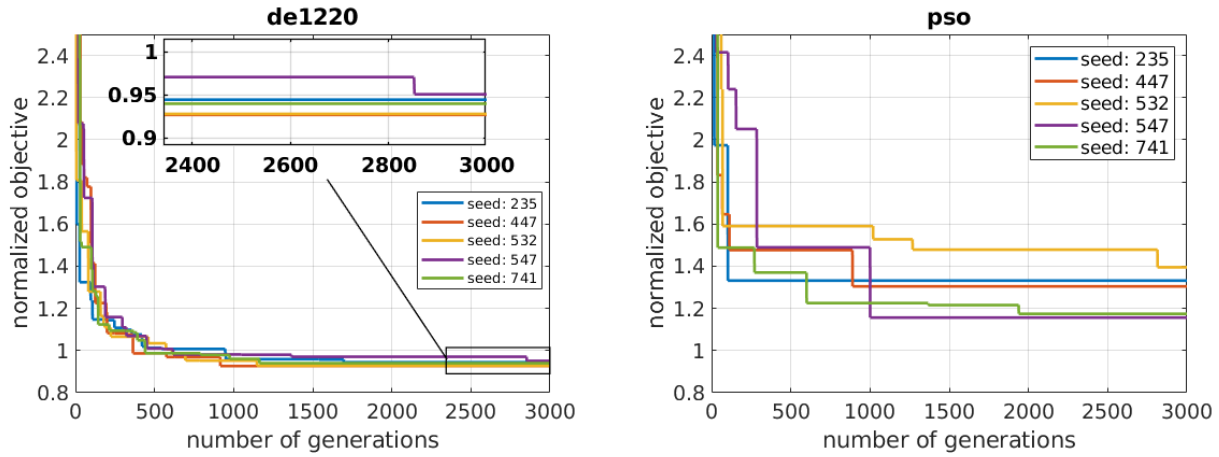 de1220
normalized objective
2.4
2.2
2
1.8
1.6
1.4
1.2
1
0.8
1
0.95
0.9
2400
2600
2800
3000
seed: 235
seed: 447
seed: 532
seed: 547
seed: 741
0
500
1000
1500
2000
2500
3000
number of generations
pso
normalized objective
2.4
2.2
2
1.8
1.6
1.4
1.2
1
0.8
seed: 235
seed: 447
seed: 532
seed: 547
seed: 741
0
500
1000
1500
2000
2500
3000
number of generations